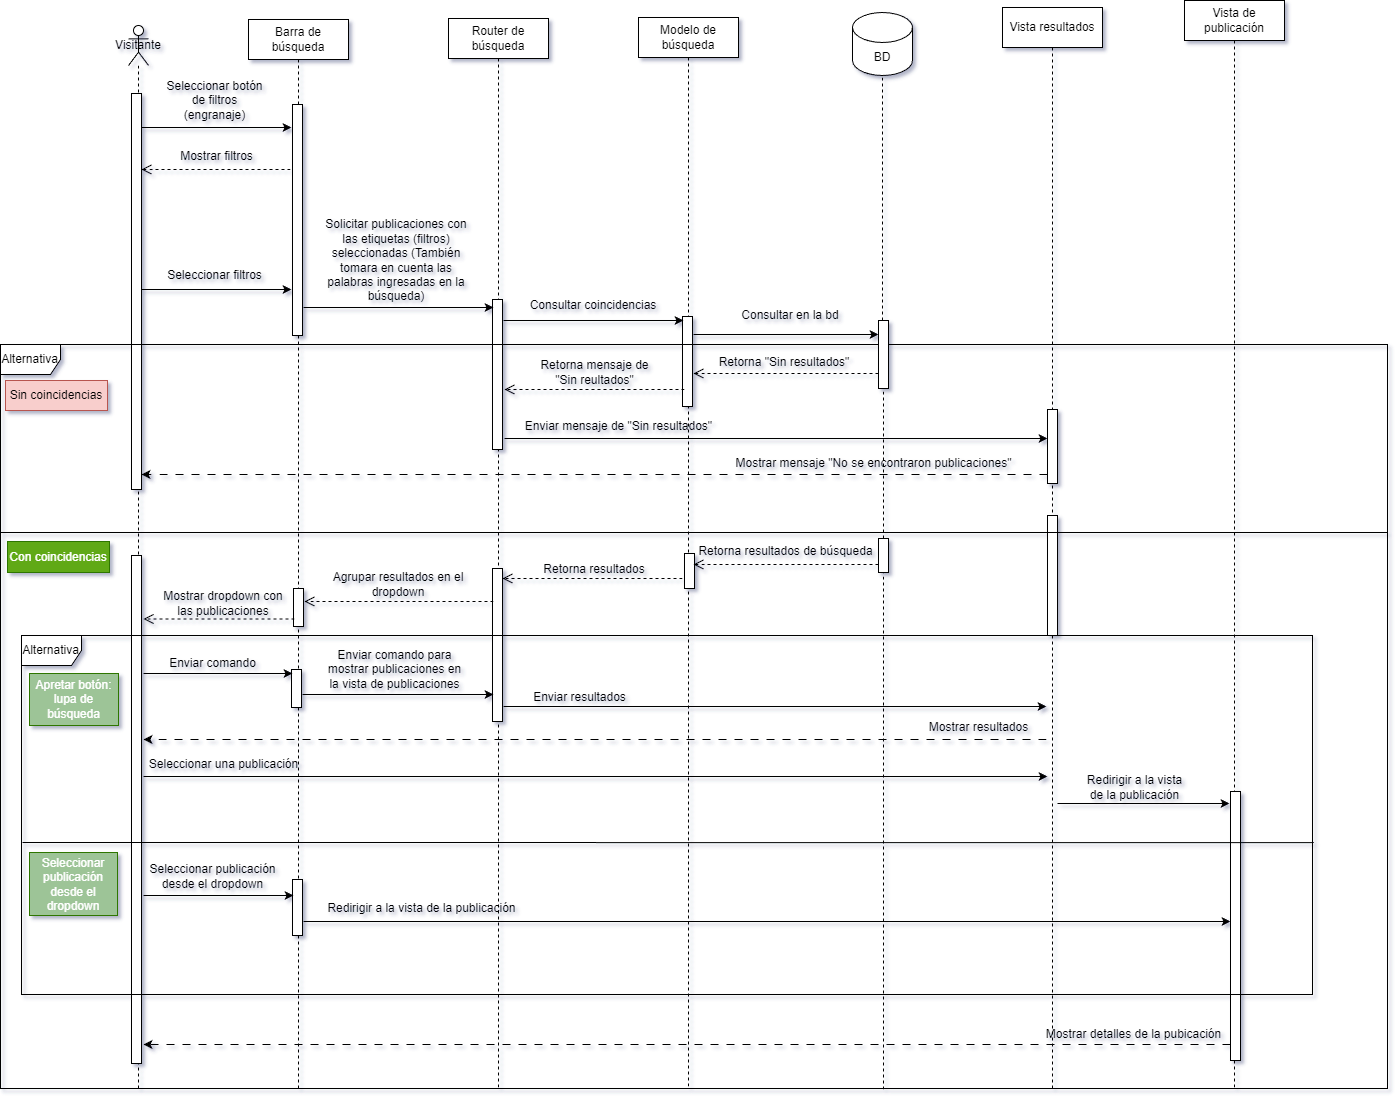 Visitante
Barra de
búsqueda
Router de
búsqueda
Modelo de
búsqueda
BD
Vista resultados
Vista de
publicación
Seleccionar botón
de filtros
(engranaje)
Mostrar filtros
Solicitar publicaciones con
las etiquetas (filtros)
seleccionadas (También
tomara en cuenta las
palabras ingresadas en la
búsqueda)
Seleccionar filtros
Consultar coincidencias
Consultar en la bd
Alternativa
Sin coincidencias
Retorna "Sin resultados"
Retorna mensaje de
"Sin reultados"
Enviar mensaje de "Sin resultados"
Mostrar mensaje "No se encontraron publicaciones"
Con coincidencias
Retorna resultados de búsqueda
Retorna resultados
Agrupar resultados en el
dropdown
Mostrar dropdown con
las publicaciones
Alternativa
Apretar botón:
lupa de
búsqueda
Enviar comando
Enviar comando para
mostrar publicaciones en
la vista de publicaciones
Enviar resultados
Mostrar resultados
Seleccionar una publicación
Redirigir a la vista
de la publicación
Seleccionar
publicación
desde el
dropdown
Seleccionar publicación
desde el dropdown
Redirigir a la vista de la publicación
Mostrar detalles de la pubicación